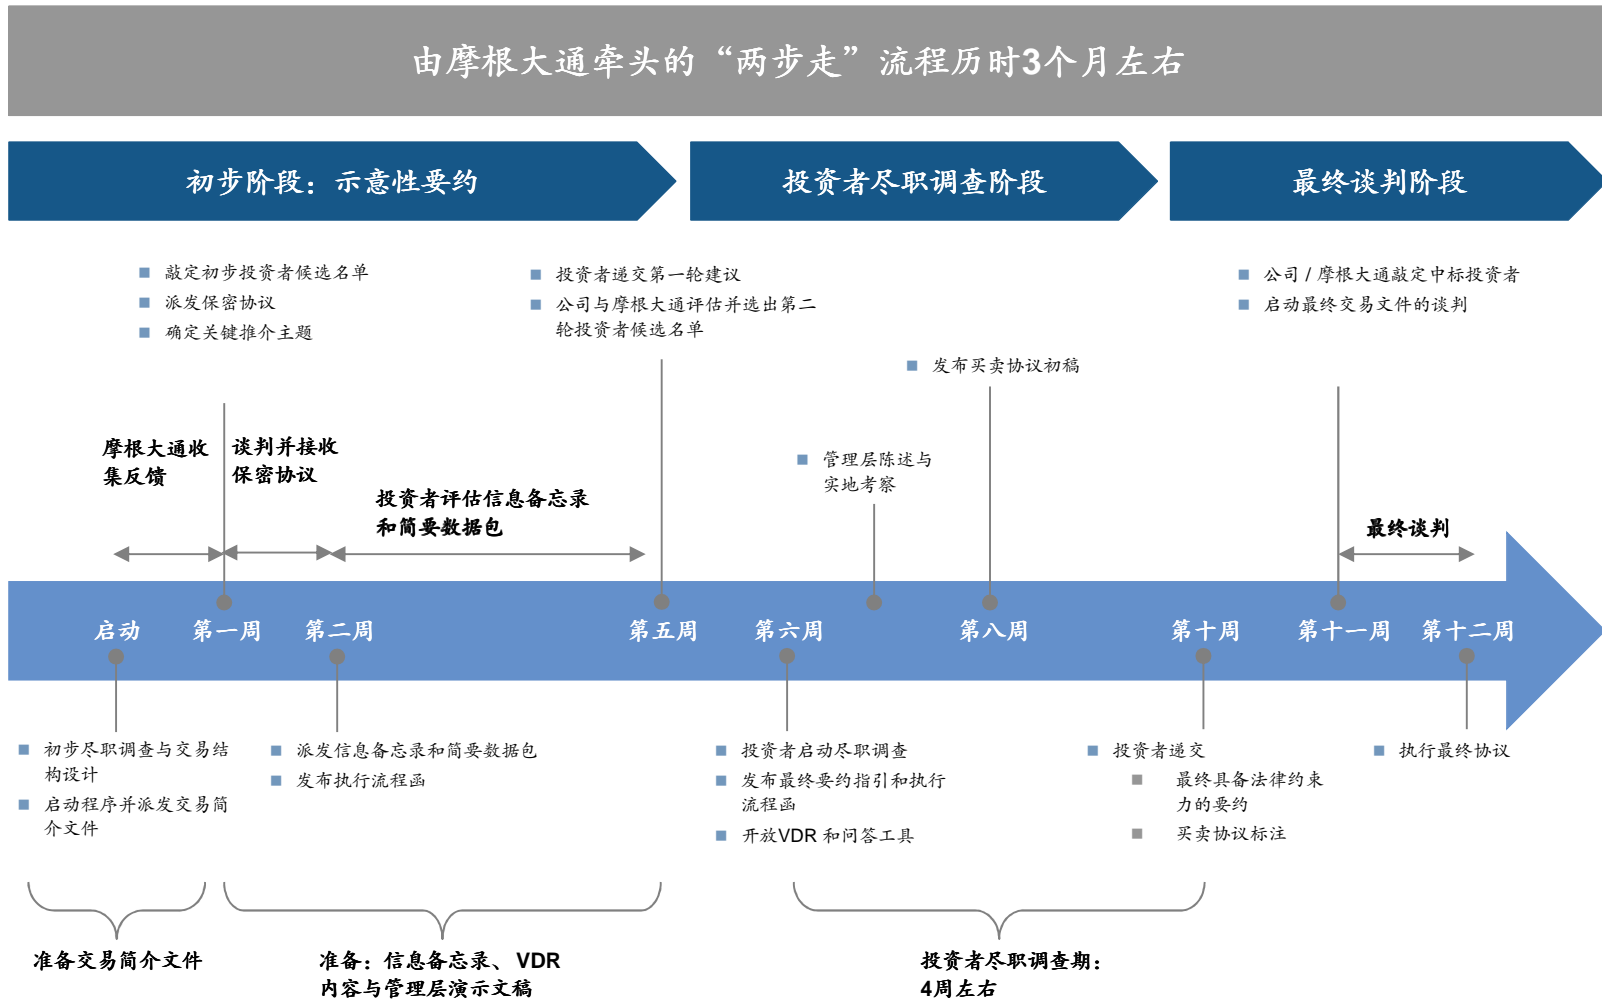 由摩根大通牵头的“两步走”流程历时3个月左右
初步阶段：示意性要约
投资者尽职调查阶段
最终谈判阶段
敲定初步投资者候选名单
派发保密协议
确定关键推介主题
投资者递交第一轮建议
公司与摩根大通评估并选出第二
轮投资者候选名单
公司 / 摩根大通敲定中标投资者
启动最终交易文件的谈判
发布买卖协议初稿
管理层陈述与
实地考察
摩根大通收
集反馈
谈判并接收
保密协议
投资者评估信息备忘录
和简要数据包
最终谈判
启动
第一周
第二周
第五周
第六周
第八周
第十周
第十一周
第十二周
初步尽职调查与交易结
构设计
启动程序并派发交易简
介文件
派发信息备忘录和简要数据包
发布执行流程函
投资者启动尽职调查
发布最终要约指引和执行
流程函
开放VDR 和问答工具
投资者递交
最终具备法律约束
力的要约
买卖协议标注
执行最终协议
准备交易简介文件
准备：信息备忘录、VDR
内容与管理层演示文稿
投资者尽职调查期：
4周左右